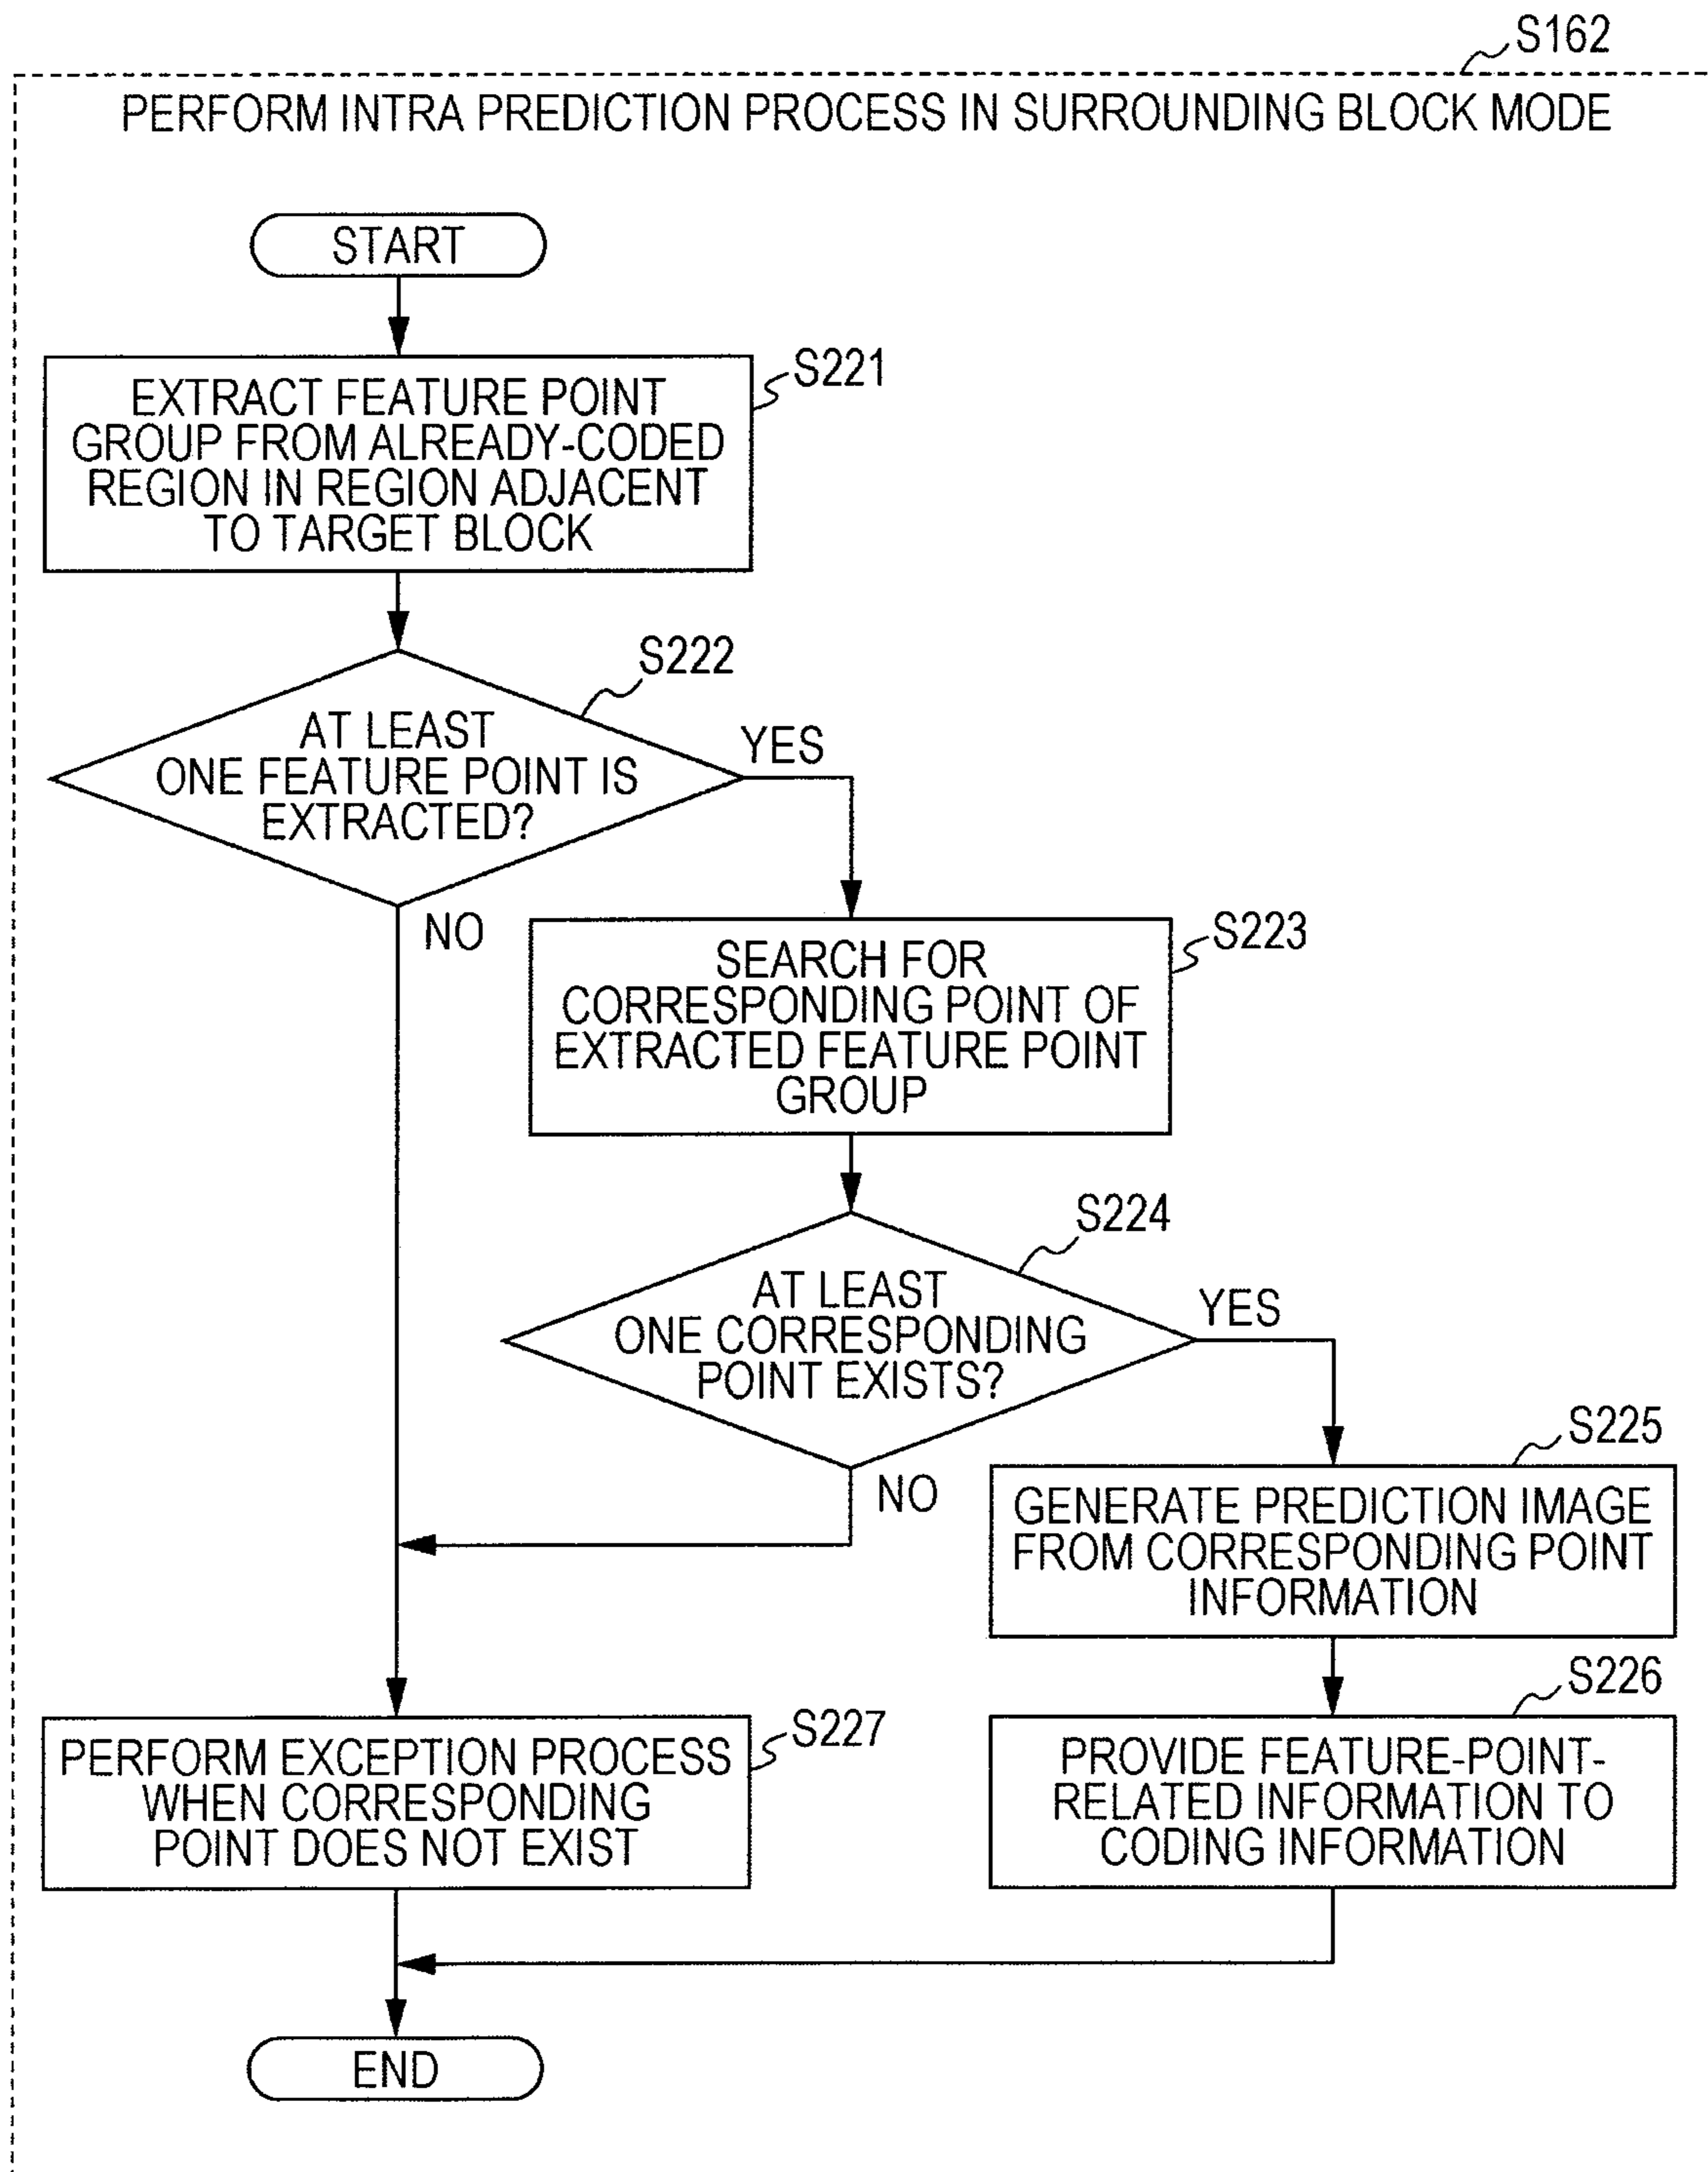 S162
PERFORM INTRA PREDICTION PROCESS IN SURROUNDING BLOCK MODE
START
S221
EXTRACT FEATURE POINT
GROUP FROM ALREADY-CODED
REGION IN REGION ADJACENT
TO TARGET BLOCK
S222
AT LEAST
ONE FEATURE POINT IS
EXTRACTED?
YES
NO
S223
SEARCH FOR
CORRESPONDING POINT OF
EXTRACTED FEATURE POINT
GROUP
S224
AT LEAST
ONE CORRESPONDING
POINT EXISTS?
YES
NO
S225
GENERATE PREDICTION IMAGE
FROM CORRESPONDING POINT
INFORMATION
S226
PROVIDE FEATURE-POINT-
RELATED INFORMATION TO
CODING INFORMATION
S227
PERFORM EXCEPTION PROCESS
WHEN CORRESPONDING
POINT DOES NOT EXIST
END